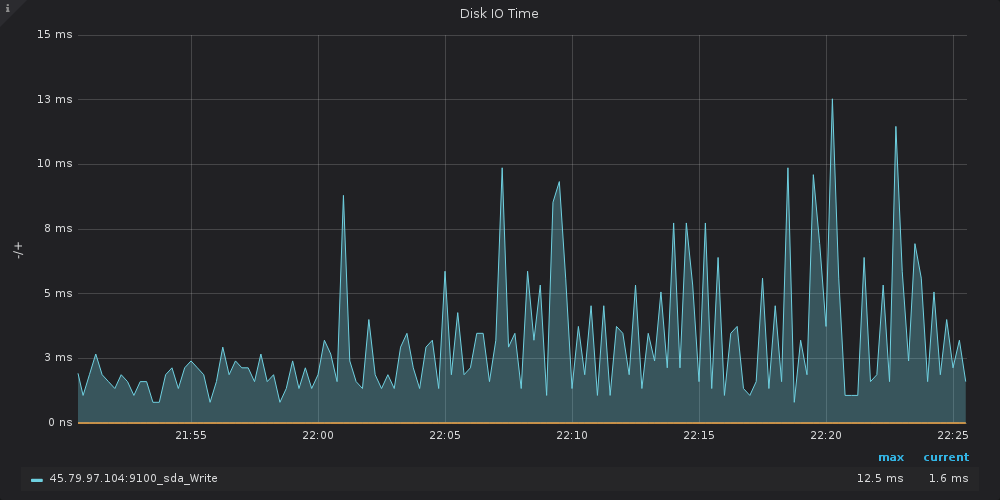 i
Disk IO Time
15 ms
13 ms
10 ms
8 ms
5 ms
3 ms
0 ns
-/+
21:55 22:00 22:05 22:10 22:15 22:20 22:25
max current
45.79.97.104:9100_sda_Write 12.5 ms 1.6 ms